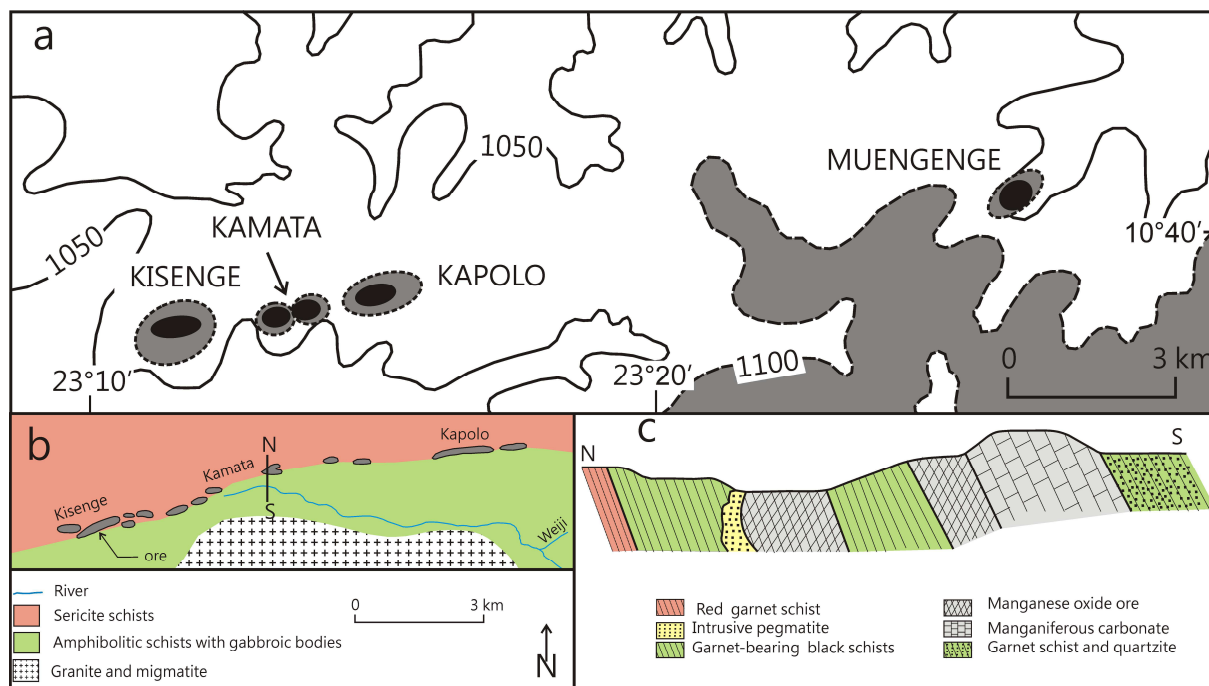 a
1050
MUENGENGE
1050
KAMATA
10°40'
KISENGE
KAPOLO
0 3 km
23°10'
23°20'
1100
b
N
Kapolo
Kamata
Kisenge
S
ore
Weiji
River
Sericite schists
Amphibolitic schists with gabbroic bodies
Granite and migmatite
0 3 km
N
c
N
S
Red garnet schist
Intrusive pegmatite
Garnet-bearing black schists
Manganese oxide ore
Manganiferous carbonate
Garnet schist and quartzite